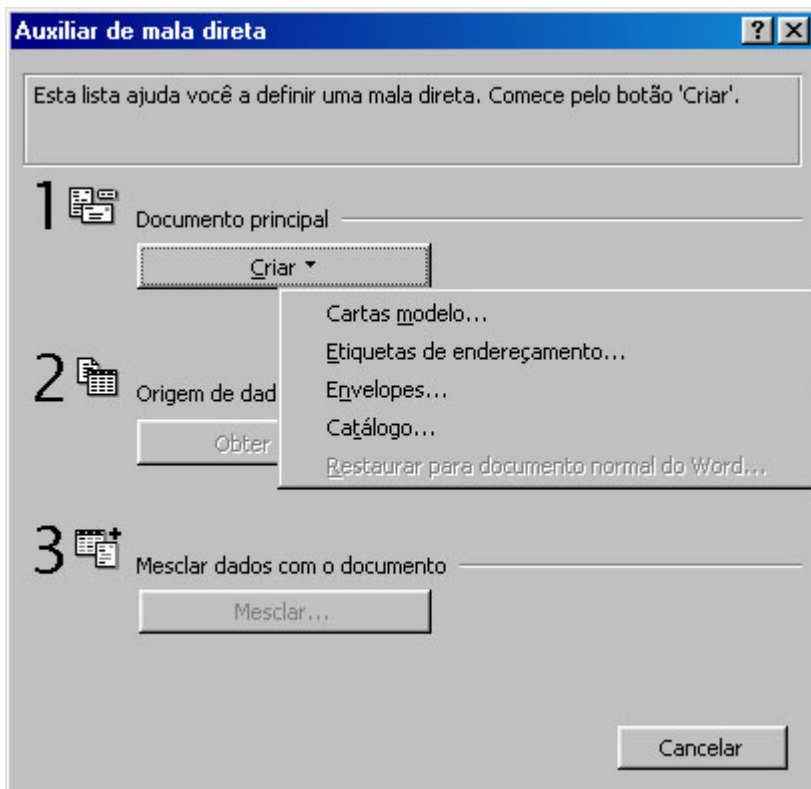 Auxiliar de mala direta
Esta lista ajuda você a definir uma mala direta. Comece pelo botão 'Criar'.
1
Documento principal
Criar
Cartas modelo...
Etiquetas de endereçamento...
Envelopes...
Catálogo...
Restaurar para documento normal do Word...
2
Origem de dad
Obter
3
Mesclar dados com o documento
Mesclar...
Cancelar